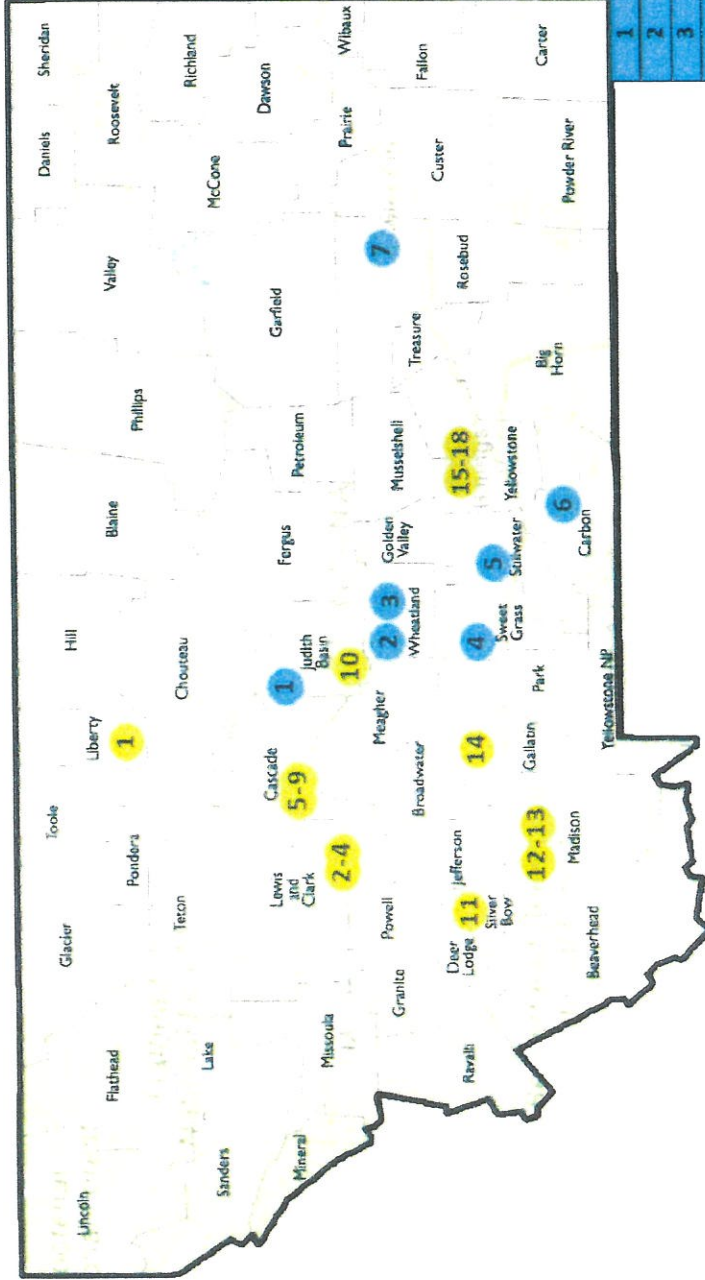 Lincoln
Flathead
Glacier
Toole
Liberty
Hill
Blaine
Phillips
Valley
Daniels
Sheridan
Roosevelt
Pondera
1
Sanders
Lake
Teton
Chouteau
McCone
Richland
Mineral
Missoula
Lewis
and
Clark
2-4
Cascade
5-9
1
Judith
Basin
10
Fergus
Petroleum
Garfield
Dawson
Prairie
Wibaux
Granite
Powell
Broadwater
Meagher
2
3
Wheatland
Golden
Valley
Musselshell
Treasure
7
Rosebud
Custer
Fallon
Ravalli
Deer
Lodge
11
Silver
Bow
Jefferson
14
4
Sweet
Grass
5
Stillwater
15-18
Yellowstone
Beaverhead
12-13
Madison
Gallatin
Park
6
Carbon
Big
Horn
Powder River
Carter
Yellowstone NP
1
2
3